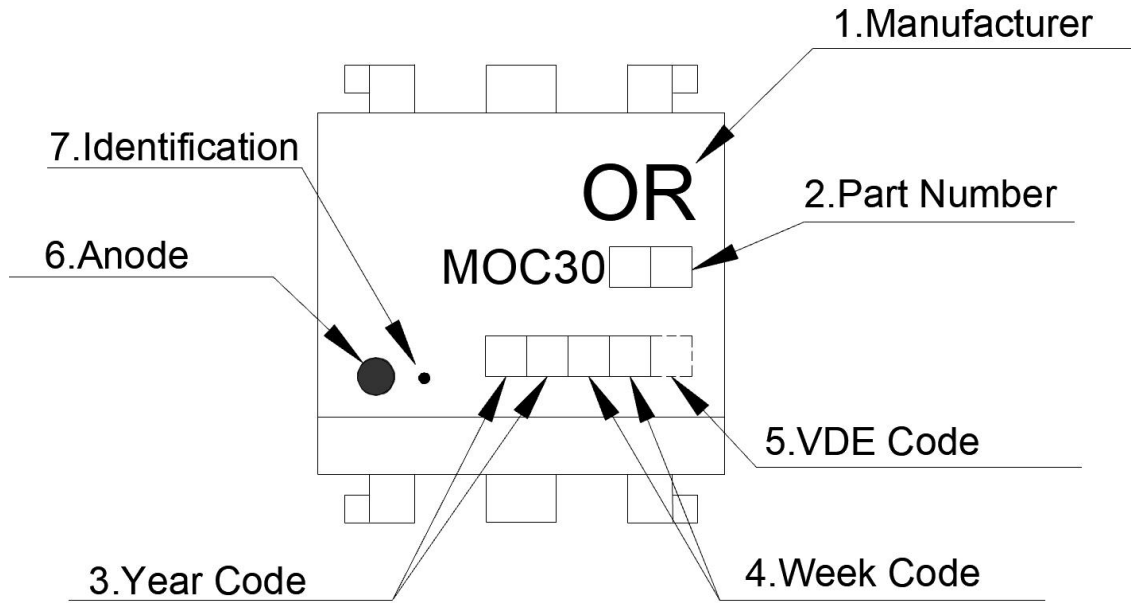 1.Manufacturer
7.Identification
OR
2.Part Number
6.Anode
MOC30
5.VDE Code
3.Year Code
4.Week Code